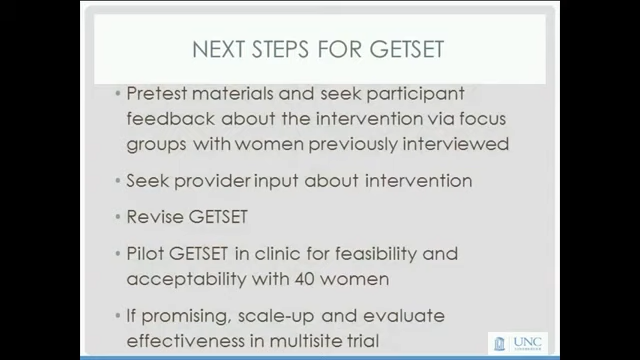 NEXT STEPS FOR GETSET
• Pretest materials and seek participant
feedback about the intervention via focus
groups with women previously interviewed
• Seek provider input about intervention
• Revise GETSET
• Pilot GETSET in clinic for feasibility and
acceptability with 40 women
• If promising, scale-up and evaluate
effectiveness in multisite trial
UNC